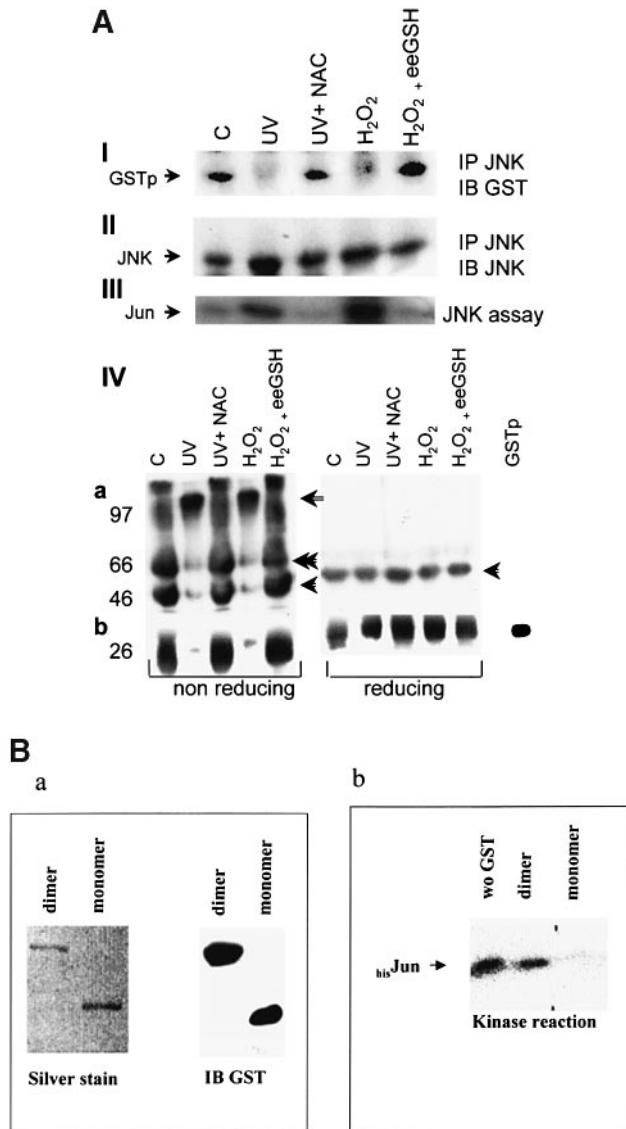 A
C
UV
UV+ NAC
H2O2
H2O2 + eeGSH
I
GSTp
IP JNK
IB GST
II
JNK
IP JNK
IB JNK
III
Jun
JNK assay
IV
C
UV
UV+ NAC
H2O2
H2O2 + eeGSH
C
UV
UV+ NAC
H2O2
H2O2 + eeGSH
GSTp
a
97
66
46
b
26
non reducing
reducing
B
a
dimer
monomer
dimer
monomer
Silver stain
IB GST
b
wo GST
dimer
monomer
hisJun
Kinase reaction